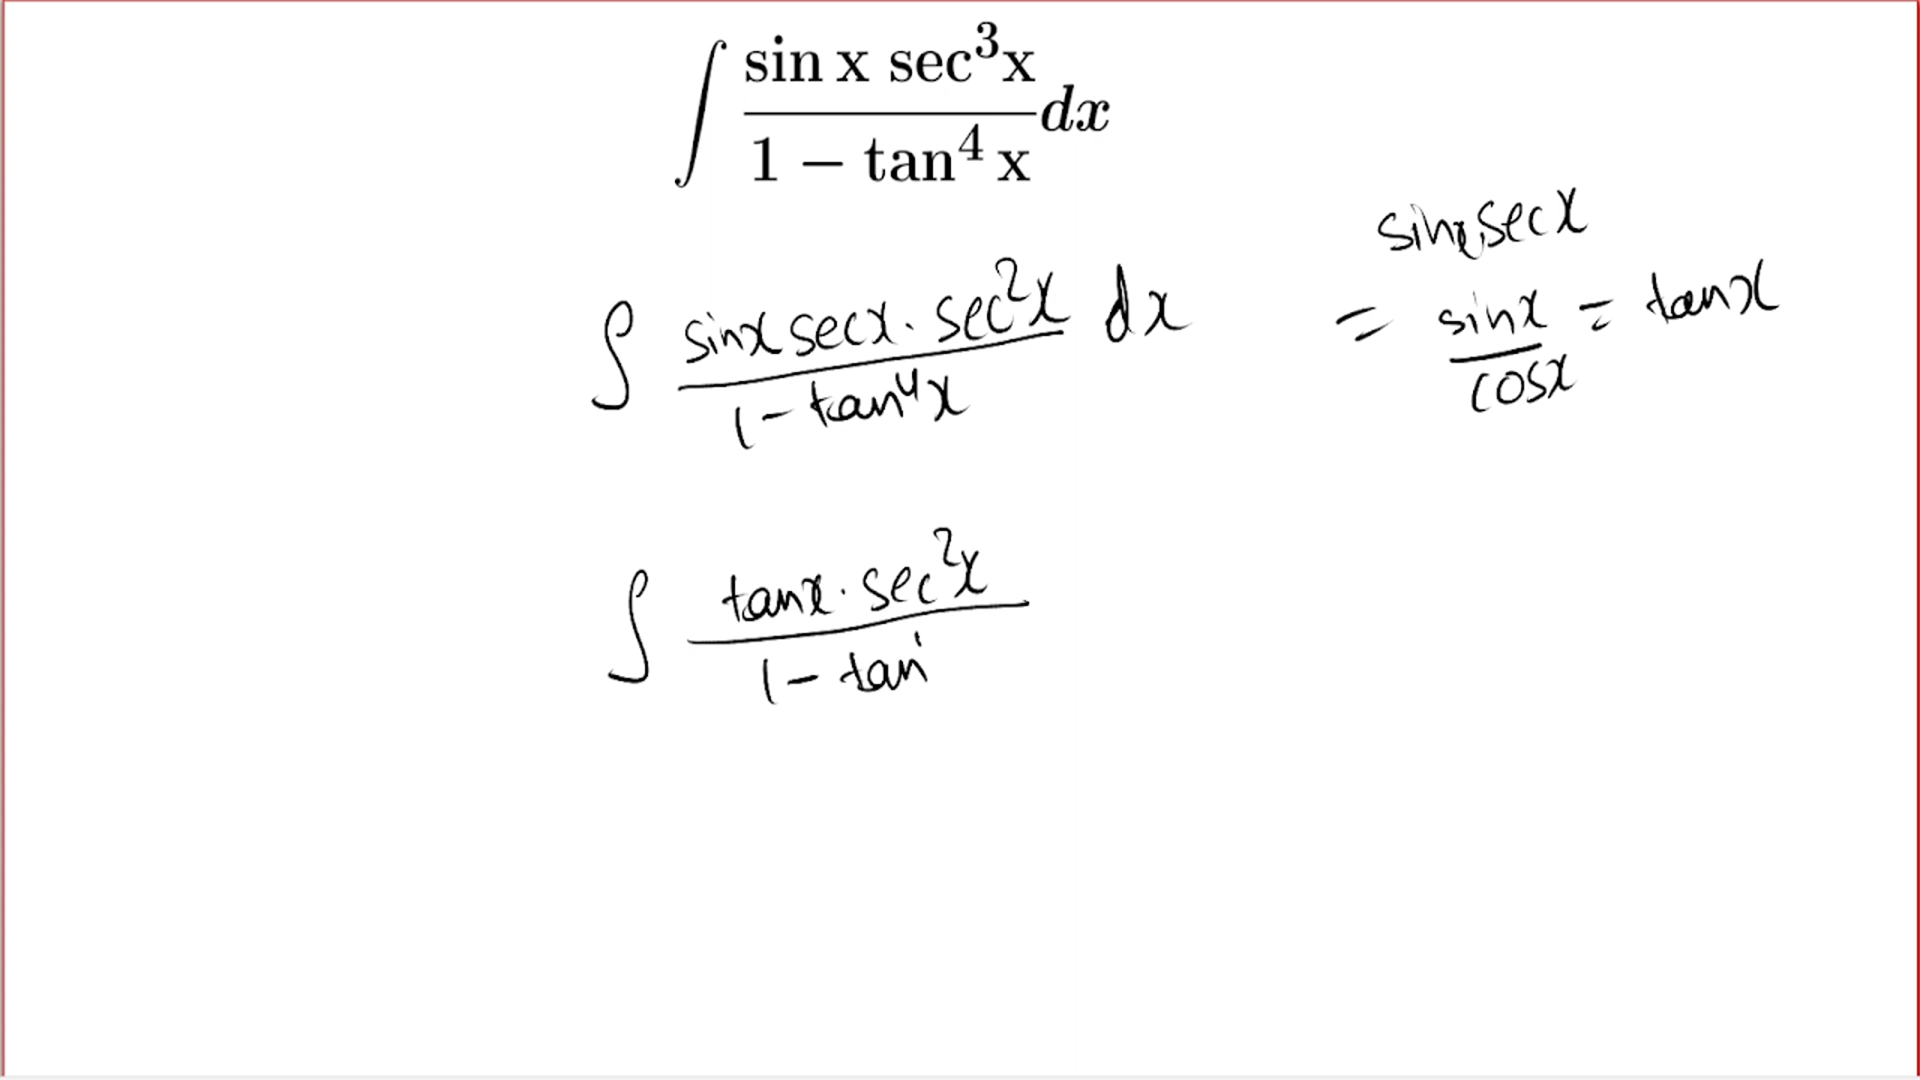 ∫ sin x sec³x / 1 − tan⁴ x dx
sinx secx
∫ sinx secx · sec²x / 1 − tan⁴x dx
= sinx / cosx = tanx
∫ tanx · sec²x / 1 − tan